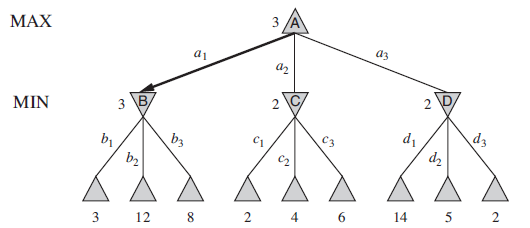 MAX 3 A
a1 a2 a3
MIN 3 B 2 C 2 D
b1 b2 b3 c1 c2 c3 d1 d2 d3
3 12 8 2 4 6 14 5 2